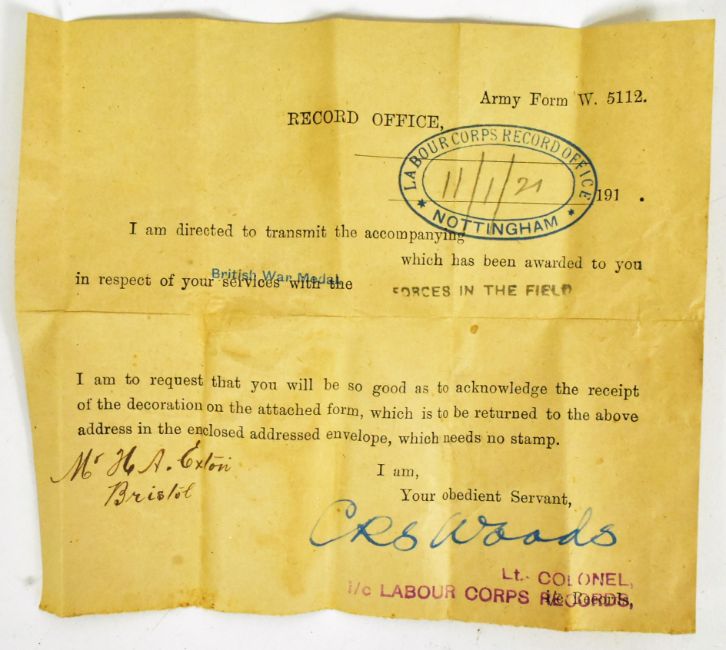 Army Form W. 5112.
RECORD OFFICE,
LABOUR CORPS RECORD OFFICE
11/1/21
* NOTTINGHAM *
191 .
I am directed to transmit the accompanying
British War Medal
which has been awarded to you
in respect of your services with the FORCES IN THE FIELD
I am to request that you will be so good as to acknowledge the receipt
of the decoration on the attached form, which is to be returned to the above
address in the enclosed addressed envelope, which needs no stamp.
Mr H A. Exton
Bristol
I am,
Your obedient Servant,
CRS Woods
Lt. COLONEL,
i/c LABOUR CORPS RECORDS,
i/c Records,